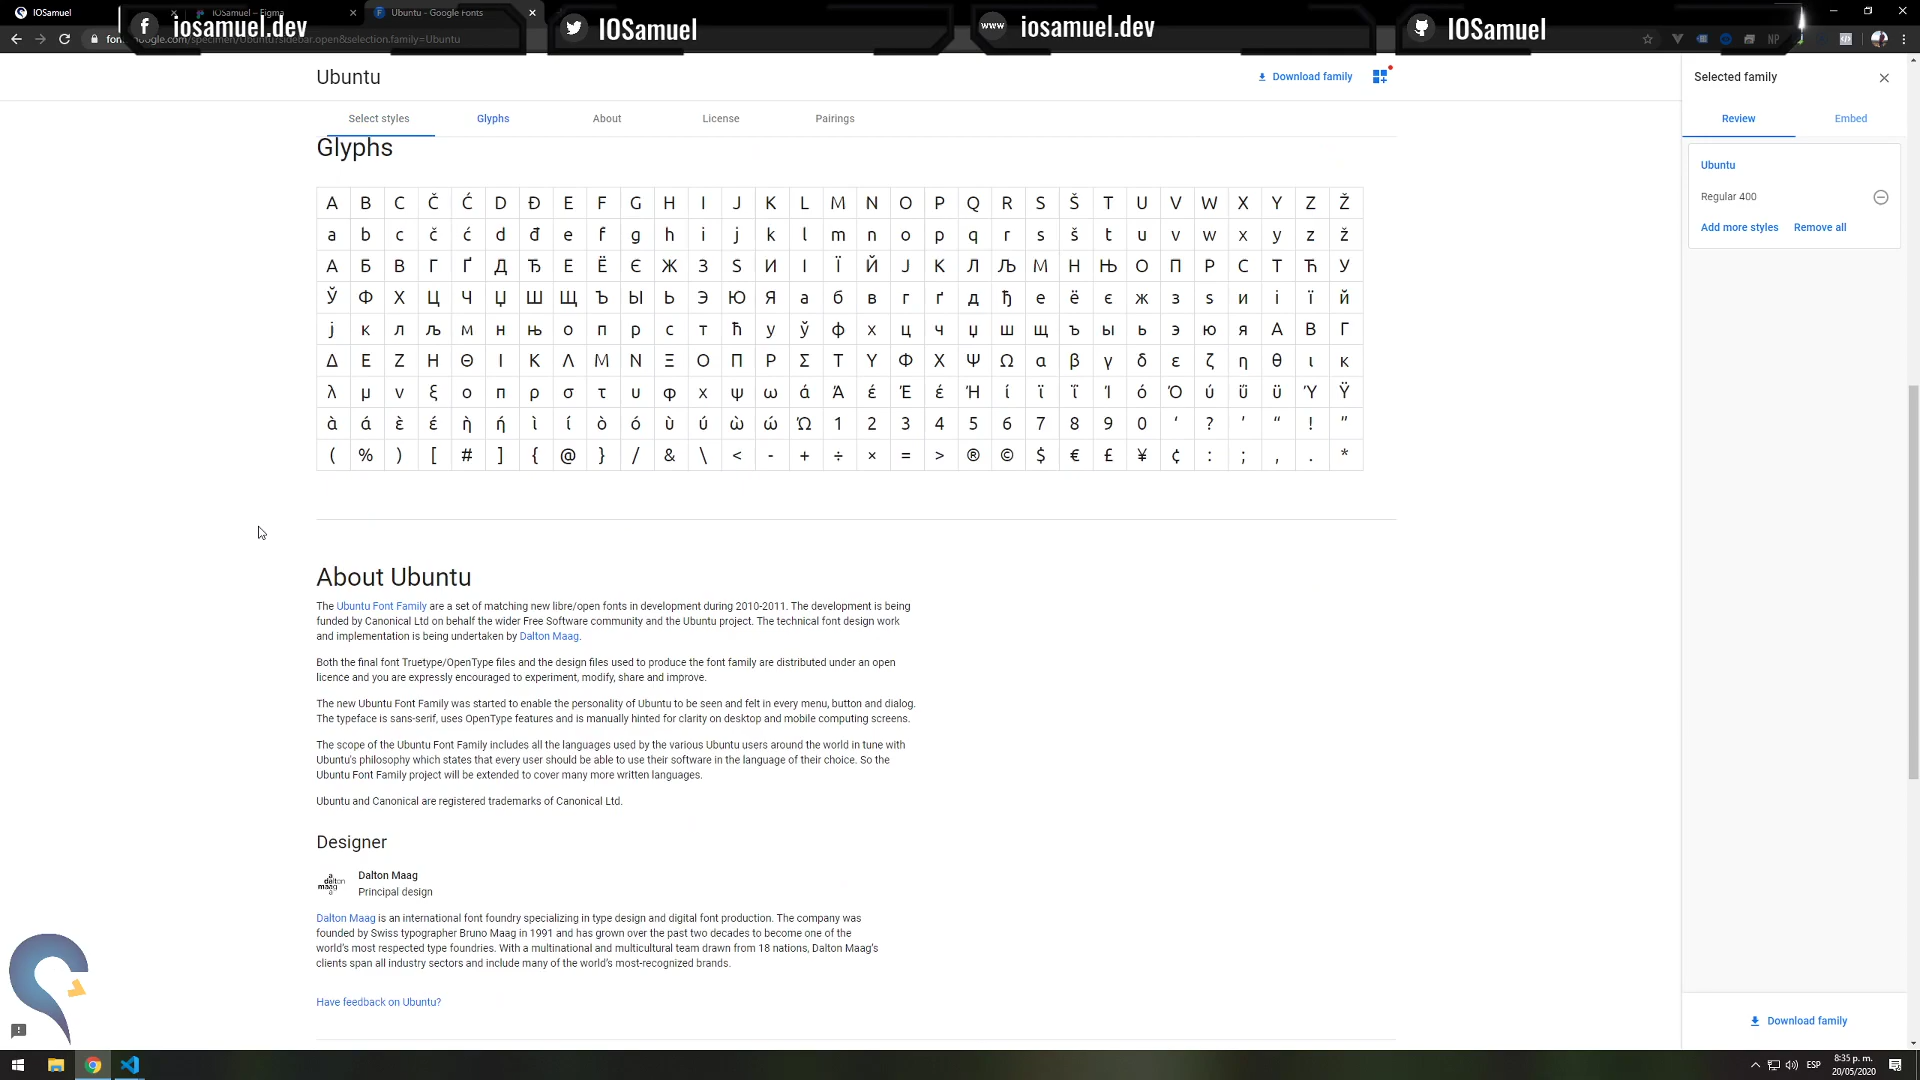 IOSamuel
IOSamuel – Figma
Ubuntu - Google Fonts
iosamuel.dev
IOSamuel
www
iosamuel.dev
IOSamuel
Ubuntu
Download family
Selected family
Select styles
Glyphs
About
License
Pairings
Review
Embed
Glyphs
Ubuntu
Regular 400
Add more styles
Remove all
A B C Č Ć D Đ E F G H I J K L M N O P Q R S Š T U V W X Y Z Ž
a b c č ć d đ e f g h i j k l m n o p q r s š t u v w x y z ž
А Б В Г Ґ Д Ђ Е Ё Є Ж З Ѕ И І Ї Й Ј К Л Љ М Н Њ О П Р С Т Ћ У
Ў Ф Х Ц Ч Џ Ш Щ Ъ Ы Ь Э Ю Я а б в г ґ д ђ е ё є ж з ѕ и і ї й
ј к л љ м н њ о п р с т ћ у ў ф х ц ч џ ш щ ъ ы ь э ю я Α Β Γ
Δ Ε Ζ Η Θ Ι Κ Λ Μ Ν Ξ Ο Π Ρ Σ Τ Υ Φ Χ Ψ Ω α β γ δ ε ζ η θ ι κ
λ μ ν ξ ο π ρ σ τ υ φ χ ψ ω ά Ά έ Έ έ Ή ί ϊ ΐ Ί ό Ό ύ ΰ ϋ Ύ Ϋ
ὰ ά ὲ έ ὴ ή ὶ ί ὸ ό ὺ ύ ὼ ώ Ώ 1 2 3 4 5 6 7 8 9 0 ‘ ? ’ “ ! ”
( % ) [ # ] { @ } / & \ < - + ÷ × = > ® © $ € £ ¥ ¢ : ; , . *
About Ubuntu
The Ubuntu Font Family are a set of matching new libre/open fonts in development during 2010-2011. The development is being
funded by Canonical Ltd on behalf the wider Free Software community and the Ubuntu project. The technical font design work
and implementation is being undertaken by Dalton Maag.
Both the final font Truetype/OpenType files and the design files used to produce the font family are distributed under an open
licence and you are expressly encouraged to experiment, modify, share and improve.
The new Ubuntu Font Family was started to enable the personality of Ubuntu to be seen and felt in every menu, button and dialog.
The typeface is sans-serif, uses OpenType features and is manually hinted for clarity on desktop and mobile computing screens.
The scope of the Ubuntu Font Family includes all the languages used by the various Ubuntu users around the world in tune with
Ubuntu's philosophy which states that every user should be able to use their software in the language of their choice. So the
Ubuntu Font Family project will be extended to cover many more written languages.
Ubuntu and Canonical are registered trademarks of Canonical Ltd.
Designer
dalton maag
Dalton Maag
Principal design
Dalton Maag is an international font foundry specializing in type design and digital font production. The company was
founded by Swiss typographer Bruno Maag in 1991 and has grown over the past two decades to become one of the
world's most respected type foundries. With a multinational and multicultural team drawn from 18 nations, Dalton Maag's
clients span all industry sectors and include many of the world's most-recognized brands.
Have feedback on Ubuntu?
Download family
ESP
8:35 p. m.
20/05/2020